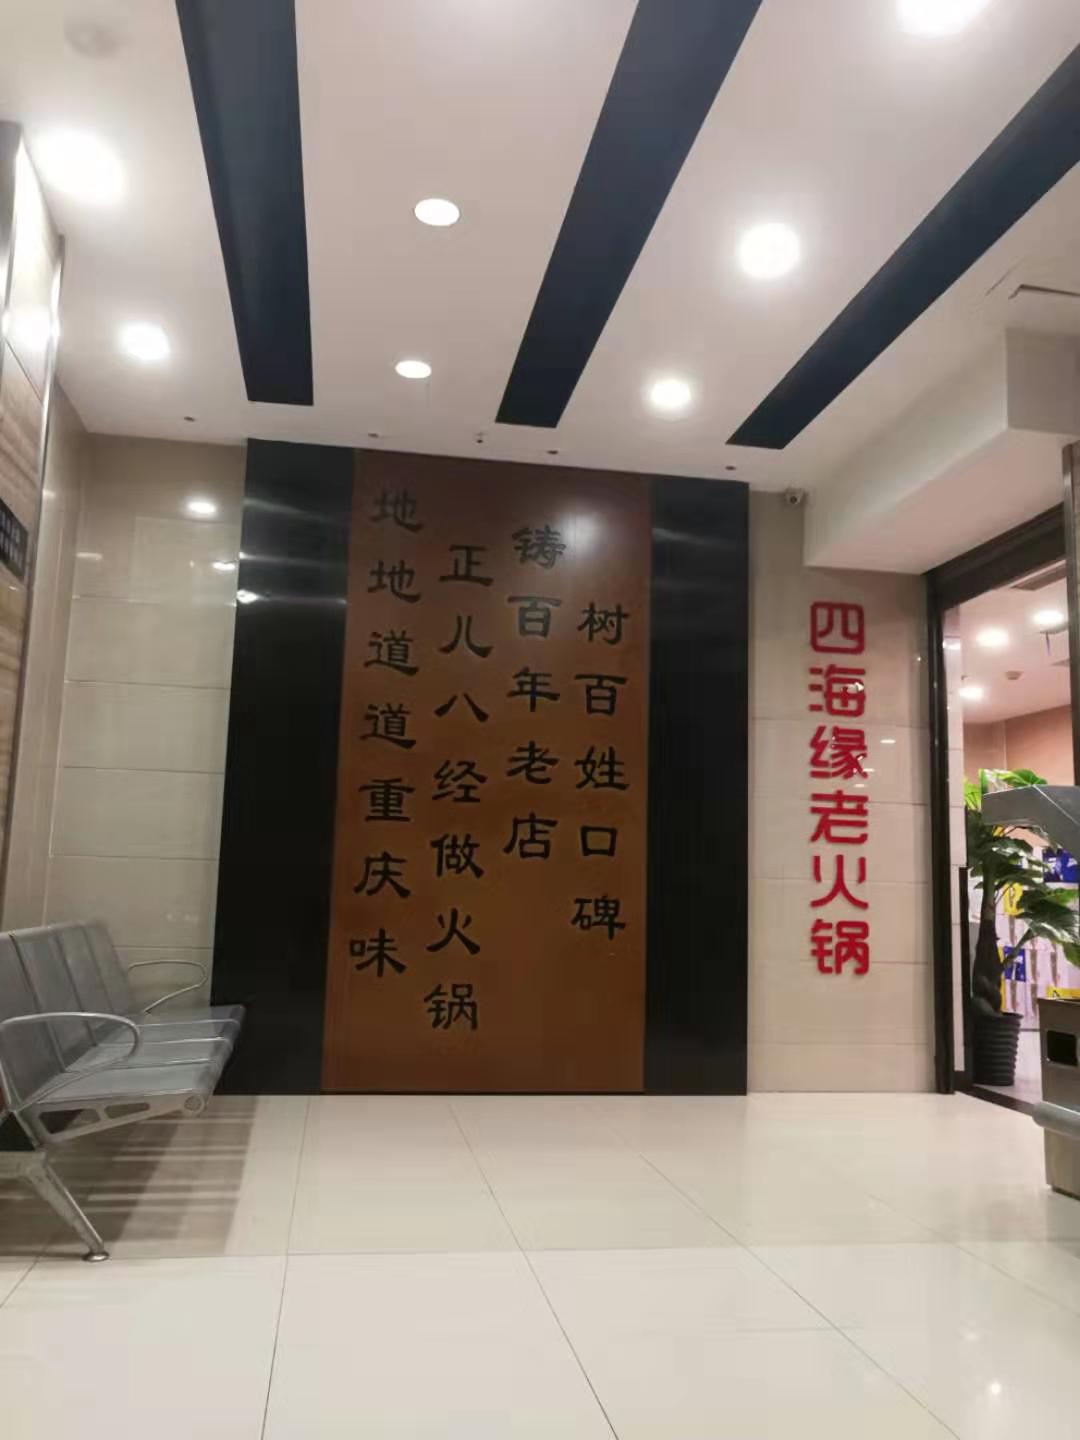 地地道道重庆味
正儿八经做火锅
铸百年老店
树百姓口碑
四海缘老火锅